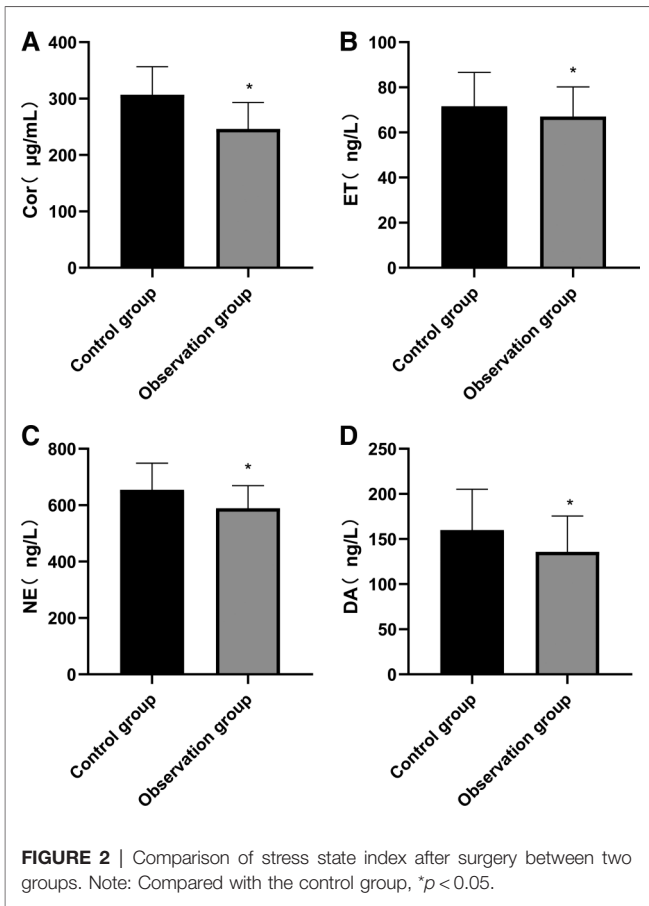 A
400
300
200
100
0
Cor( μg/mL)
*
Control group
Observation group
B
100
80
60
40
20
0
ET( ng/L)
*
Control group
Observation group
C
800
600
400
200
0
NE( ng/L)
*
Control group
Observation group
D
250
200
150
100
50
0
DA( ng/L)
*
Control group
Observation group
FIGURE 2 | Comparison of stress state index after surgery between two
groups. Note: Compared with the control group, *p < 0.05.